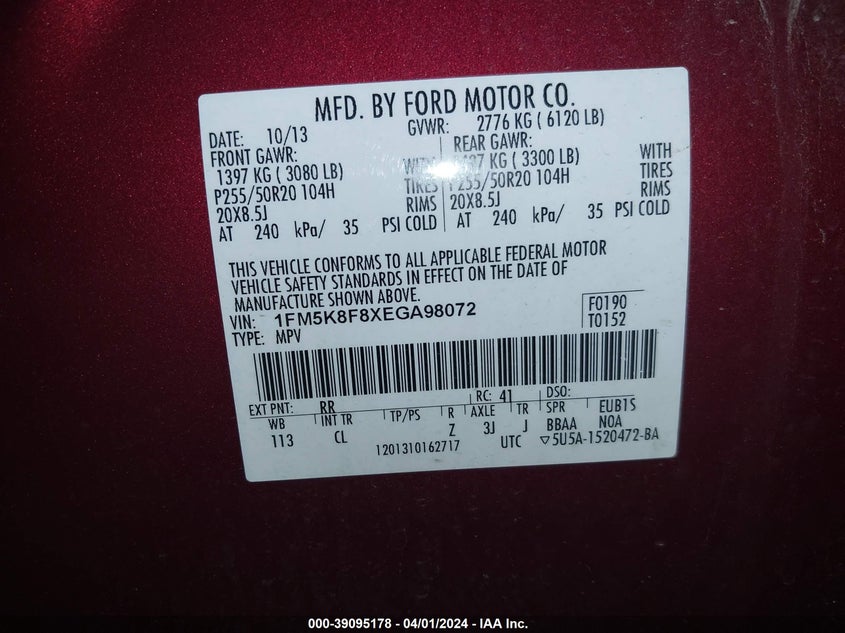 MFD. BY FORD MOTOR CO.
DATE: 10/13 GVWR: 2776 KG ( 6120 LB)
FRONT GAWR: REAR GAWR:
1397 KG ( 3080 LB) WITH KG ( 3300 LB) WITH
P255/50R20 104H TIRES P255/50R20 104H TIRES
20X8.5J RIMS 20X8.5J RIMS
AT 240 kPa/ 35 PSI COLD AT 240 kPa/ 35 PSI COLD
THIS VEHICLE CONFORMS TO ALL APPLICABLE FEDERAL MOTOR
VEHICLE SAFETY STANDARDS IN EFFECT ON THE DATE OF
MANUFACTURE SHOWN ABOVE.
VIN: 1FM5K8F8XEGA98072 F0190
TYPE: MPV T0152
EXT PNT: RR RC: 41 DSO:
WB INT TR TP/PS R AXLE TR SPR EUB1S
113 CL Z 3J J BBAA NOA
1201310162717 UTC ▽5U5A-1520472-BA
000-39095178 - 04/01/2024 - IAA Inc.